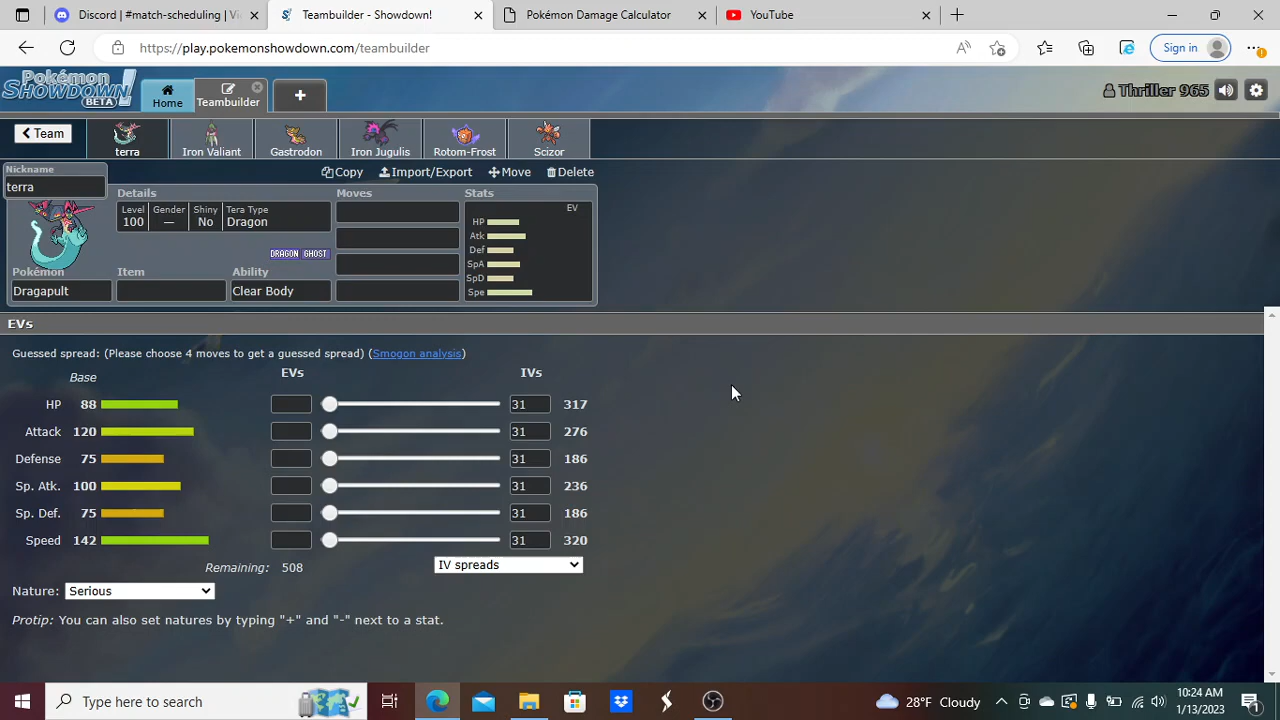 Discord | #match-scheduling | Vi
Teambuilder - Showdown!
Pokémon Damage Calculator
YouTube
https://play.pokemonshowdown.com/teambuilder
Sign in
Pokémon
SHOWDOWN!
BETA
Home
Teambuilder
Thriller 965
Team
terra
Iron Valiant
Gastrodon
Iron Jugulis
Rotom-Frost
Scizor
Nickname
terra
Copy Import/Export Move Delete
Details
Moves
Stats
Level
100
Gender
—
Shiny
No
Tera Type
Dragon
EV
HP
Atk
Def
SpA
SpD
Spe
DRAGON GHOST
Pokémon
Item
Ability
Dragapult
Clear Body
EVs
Guessed spread: (Please choose 4 moves to get a guessed spread) (Smogon analysis)
Base
EVs
IVs
HP 88 31 317
Attack 120 31 276
Defense 75 31 186
Sp. Atk. 100 31 236
Sp. Def. 75 31 186
Speed 142 31 320
Remaining: 508
IV spreads
Nature: Serious
Protip: You can also set natures by typing "+" and "-" next to a stat.
Type here to search
28°F Cloudy
10:24 AM
1/13/2023
1